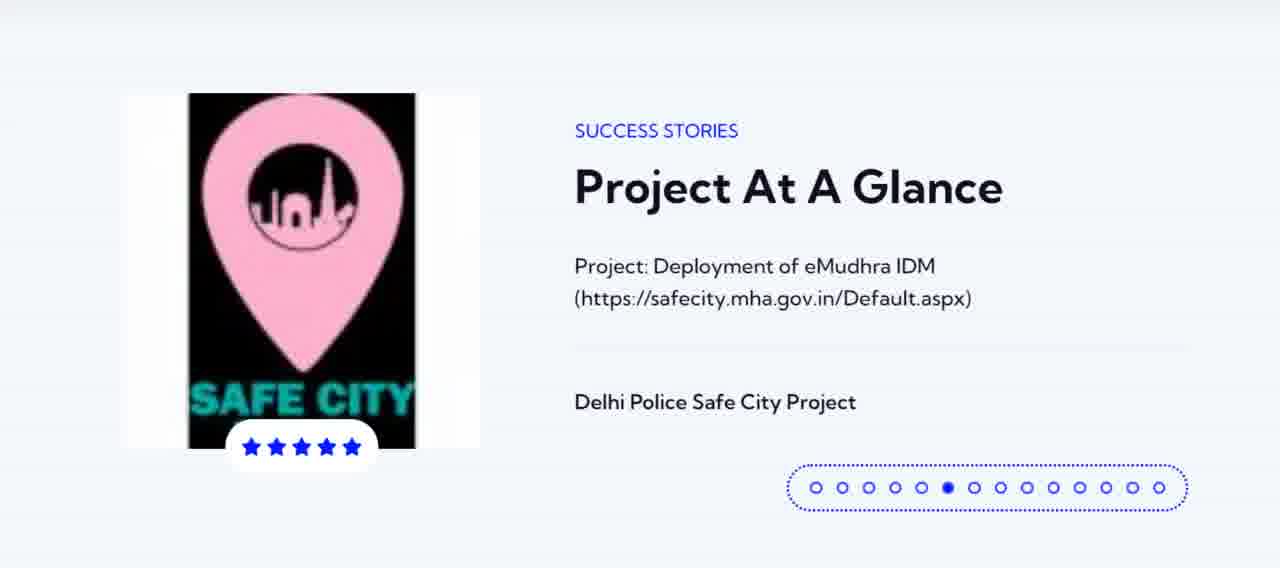 SAFE CITY
SUCCESS STORIES
Project At A Glance
Project: Deployment of eMudhra IDM
(https://safecity.mha.gov.in/Default.aspx)
Delhi Police Safe City Project